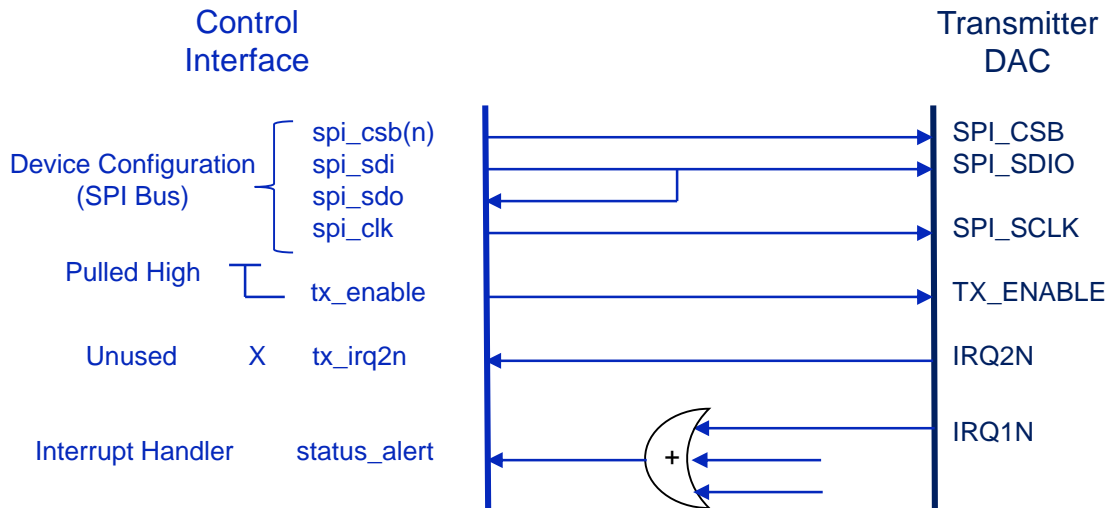 Control
Interface
Transmitter
DAC
Device Configuration
(SPI Bus)
spi_csb(n)
spi_sdi
spi_sdo
spi_clk
SPI_CSB
SPI_SDIO
SPI_SCLK
Pulled High
tx_enable
TX_ENABLE
Unused X tx_irq2n
IRQ2N
IRQ1N
Interrupt Handler status_alert
+